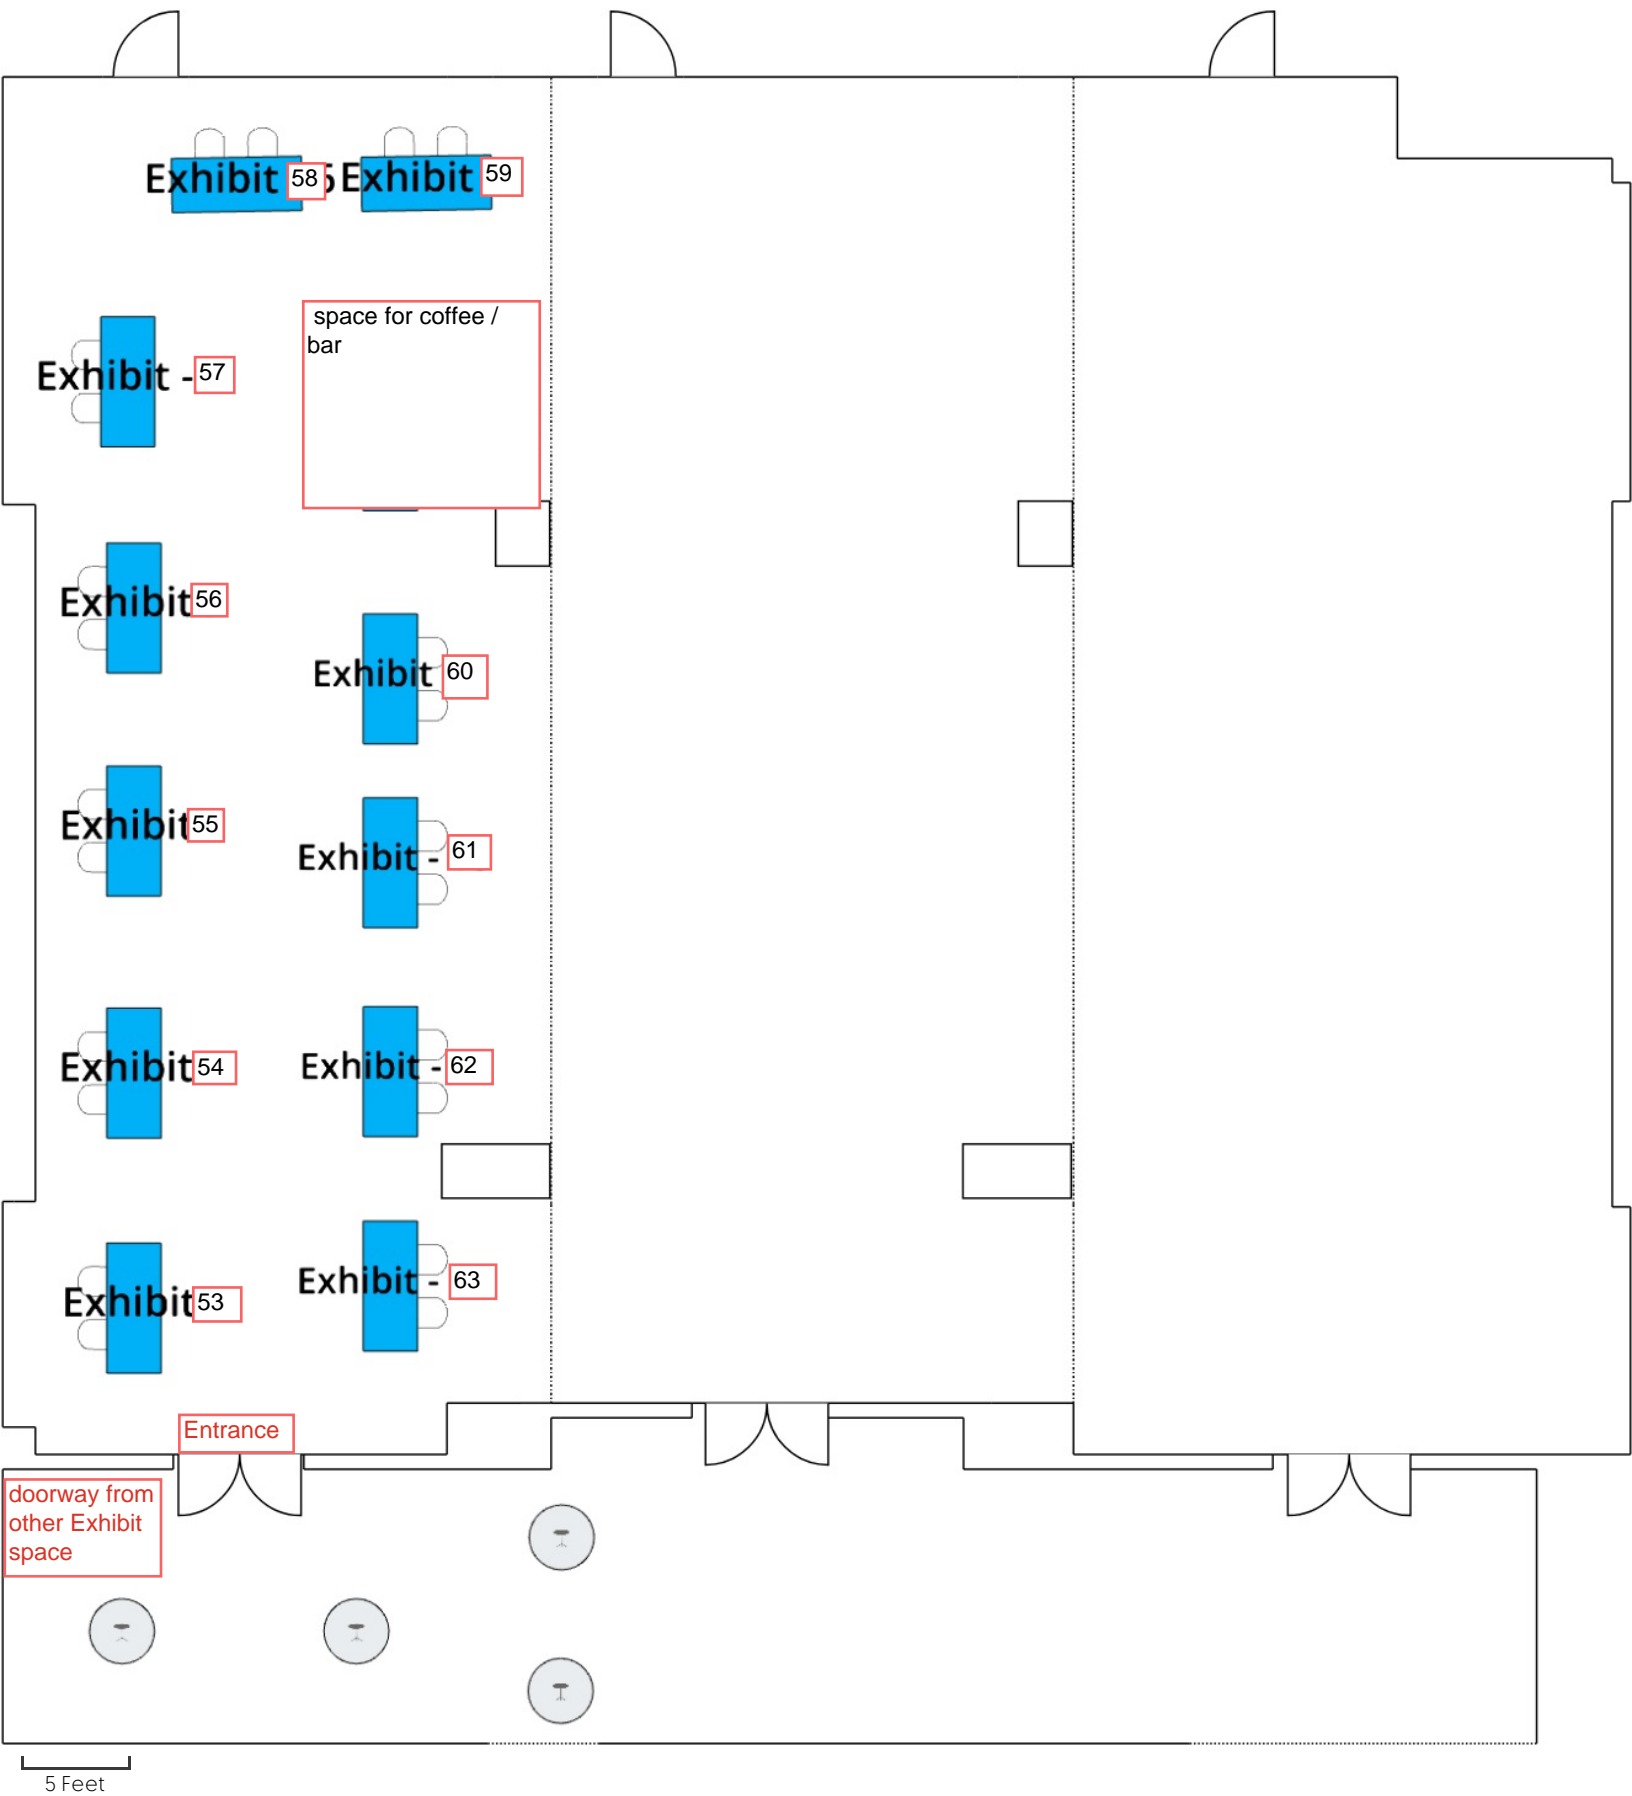 Exhibit 58
Exhibit 59
space for coffee /
bar
Exhibit - 57
Exhibit 56
Exhibit 60
Exhibit 55
Exhibit - 61
Exhibit 54
Exhibit - 62
Exhibit 53
Exhibit - 63
Entrance
doorway from
other Exhibit
space
5 Feet